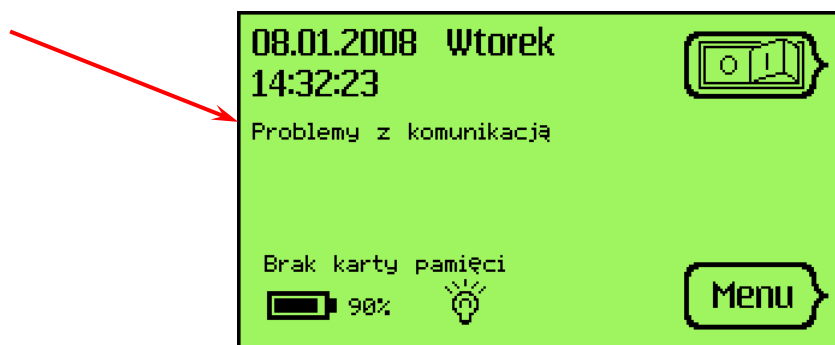 08.01.2008 Wtorek
14:32:23
Problemy z komunikacją
Brak karty pamięci
90%
Menu